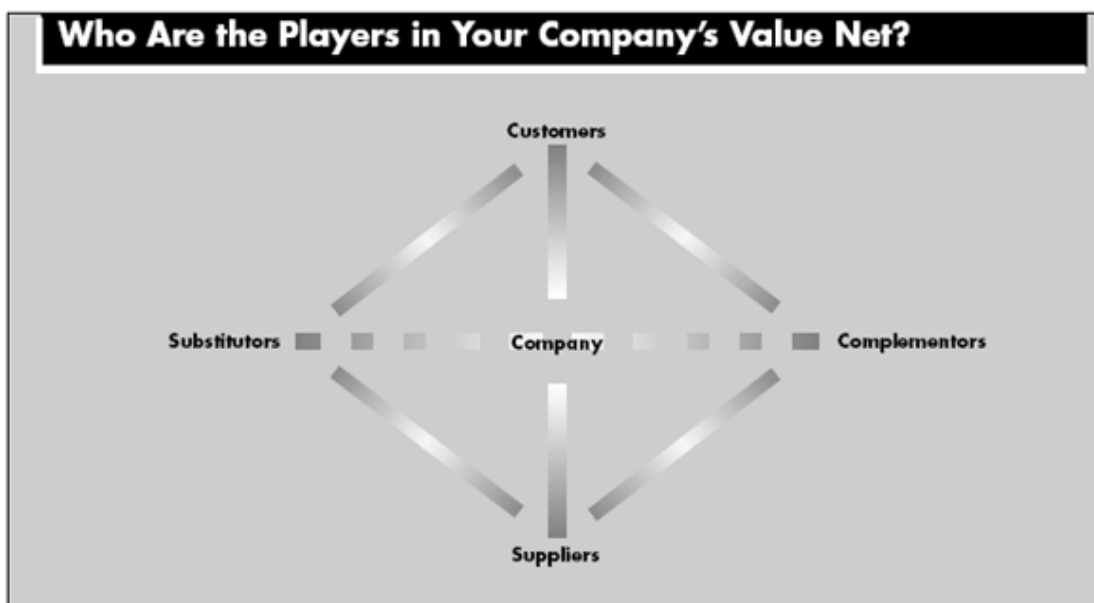 Who Are the Players in Your Company's Value Net?
Customers
Substitutors
Company
Complementors
Suppliers